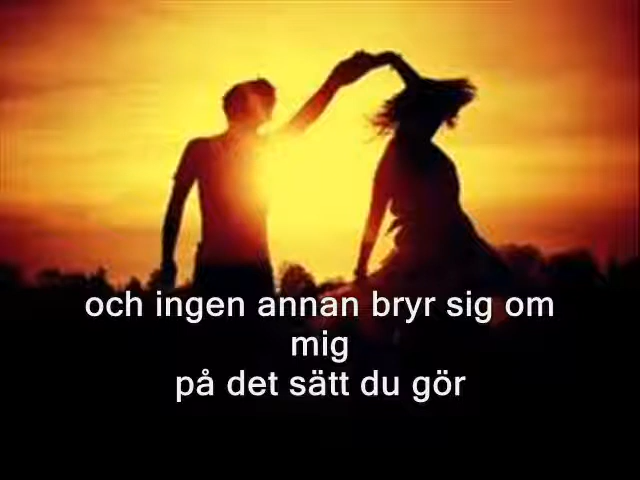 och ingen annan bryr sig om
mig
på det sätt du gör